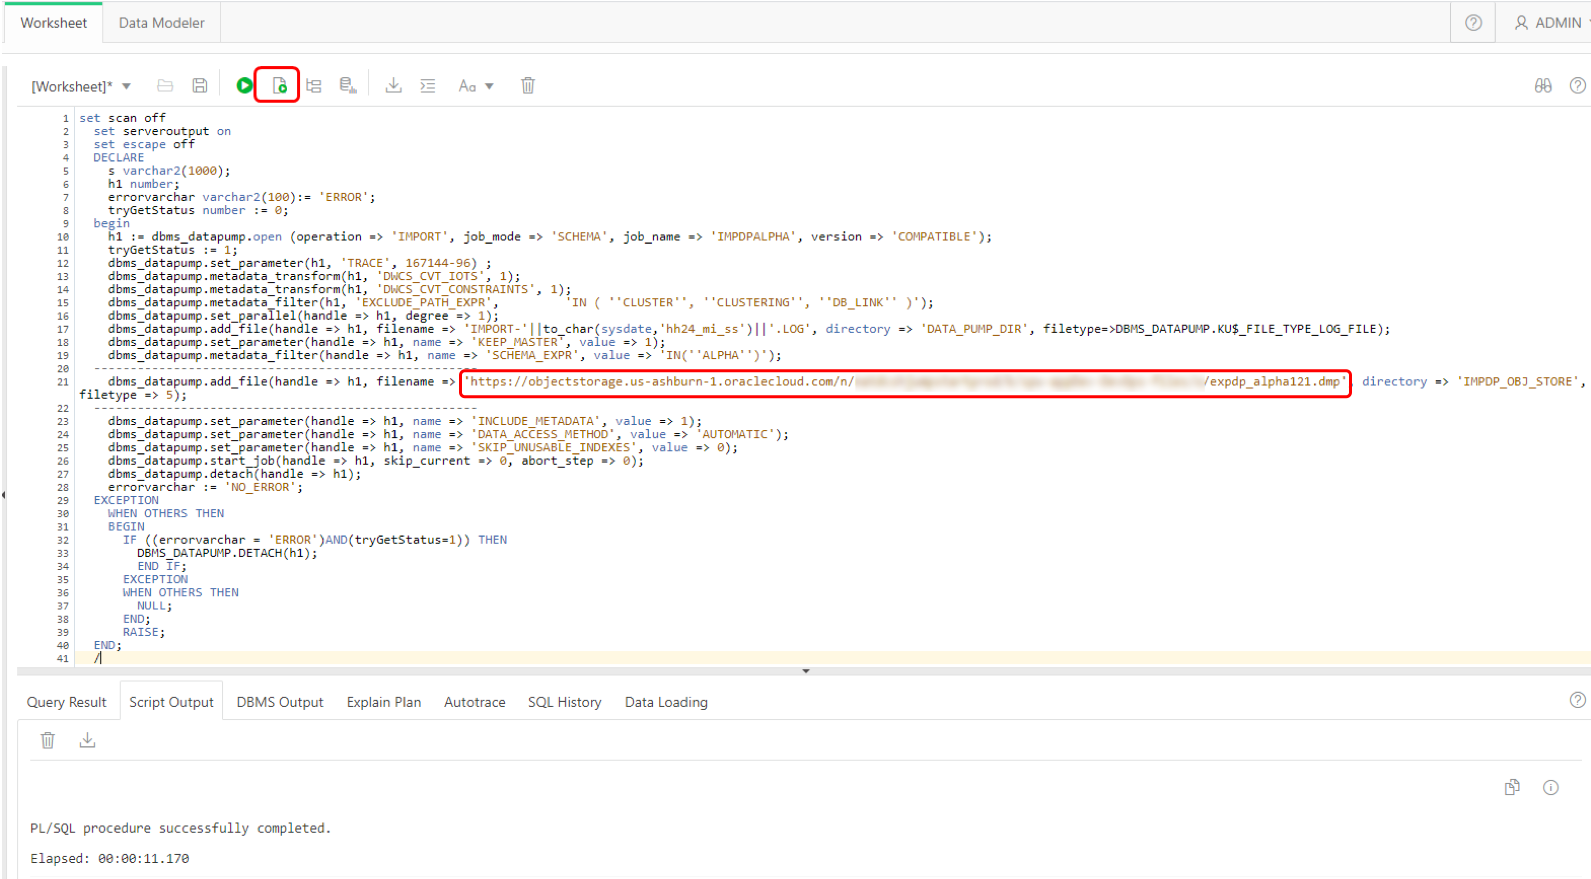 Worksheet Data Modeler ADMIN
[Worksheet]* Aa
1 set scan off
2 set serveroutput on
3 set escape off
4 DECLARE
5 s varchar2(1000);
6 h1 number;
7 errorvarchar varchar2(100):= 'ERROR';
8 tryGetStatus number := 0;
9 begin
10 h1 := dbms_datapump.open (operation => 'IMPORT', job_mode => 'SCHEMA', job_name => 'IMPDPALPHA', version => 'COMPATIBLE');
11 tryGetStatus := 1;
12 dbms_datapump.set_parameter(h1, 'TRACE', 167144-96) ;
13 dbms_datapump.metadata_transform(h1, 'DWCS_CVT_IOTS', 1);
14 dbms_datapump.metadata_transform(h1, 'DWCS_CVT_CONSTRAINTS', 1);
15 dbms_datapump.metadata_filter(h1, 'EXCLUDE_PATH_EXPR', 'IN ( ''CLUSTER'', ''CLUSTERING'', ''DB_LINK'' )');
16 dbms_datapump.set_parallel(handle => h1, degree => 1);
17 dbms_datapump.add_file(handle => h1, filename => 'IMPORT-'||to_char(sysdate,'hh24_mi_ss')||'.LOG', directory => 'DATA_PUMP_DIR', filetype=>DBMS_DATAPUMP.KU$_FILE_TYPE_LOG_FILE);
18 dbms_datapump.set_parameter(handle => h1, name => 'KEEP_MASTER', value => 1);
19 dbms_datapump.metadata_filter(handle => h1, name => 'SCHEMA_EXPR', value => 'IN(''ALPHA'')');
20 -----------------------------------------------------
21 dbms_datapump.add_file(handle => h1, filename => 'https://objectstorage.us-ashburn-1.oraclecloud.com/n/ /expdp_alpha121.dmp', directory => 'IMPDP_OBJ_STORE',
filetype => 5);
22 -----------------------------------------------------
23 dbms_datapump.set_parameter(handle => h1, name => 'INCLUDE_METADATA', value => 1);
24 dbms_datapump.set_parameter(handle => h1, name => 'DATA_ACCESS_METHOD', value => 'AUTOMATIC');
25 dbms_datapump.set_parameter(handle => h1, name => 'SKIP_UNUSABLE_INDEXES', value => 0);
26 dbms_datapump.start_job(handle => h1, skip_current => 0, abort_step => 0);
27 dbms_datapump.detach(handle => h1);
28 errorvarchar := 'NO_ERROR';
29 EXCEPTION
30 WHEN OTHERS THEN
31 BEGIN
32 IF ((errorvarchar = 'ERROR')AND(tryGetStatus=1)) THEN
33 DBMS_DATAPUMP.DETACH(h1);
34 END IF;
35 EXCEPTION
36 WHEN OTHERS THEN
37 NULL;
38 END;
39 RAISE;
40 END;
41 /
Query Result Script Output DBMS Output Explain Plan Autotrace SQL History Data Loading
PL/SQL procedure successfully completed.
Elapsed: 00:00:11.170